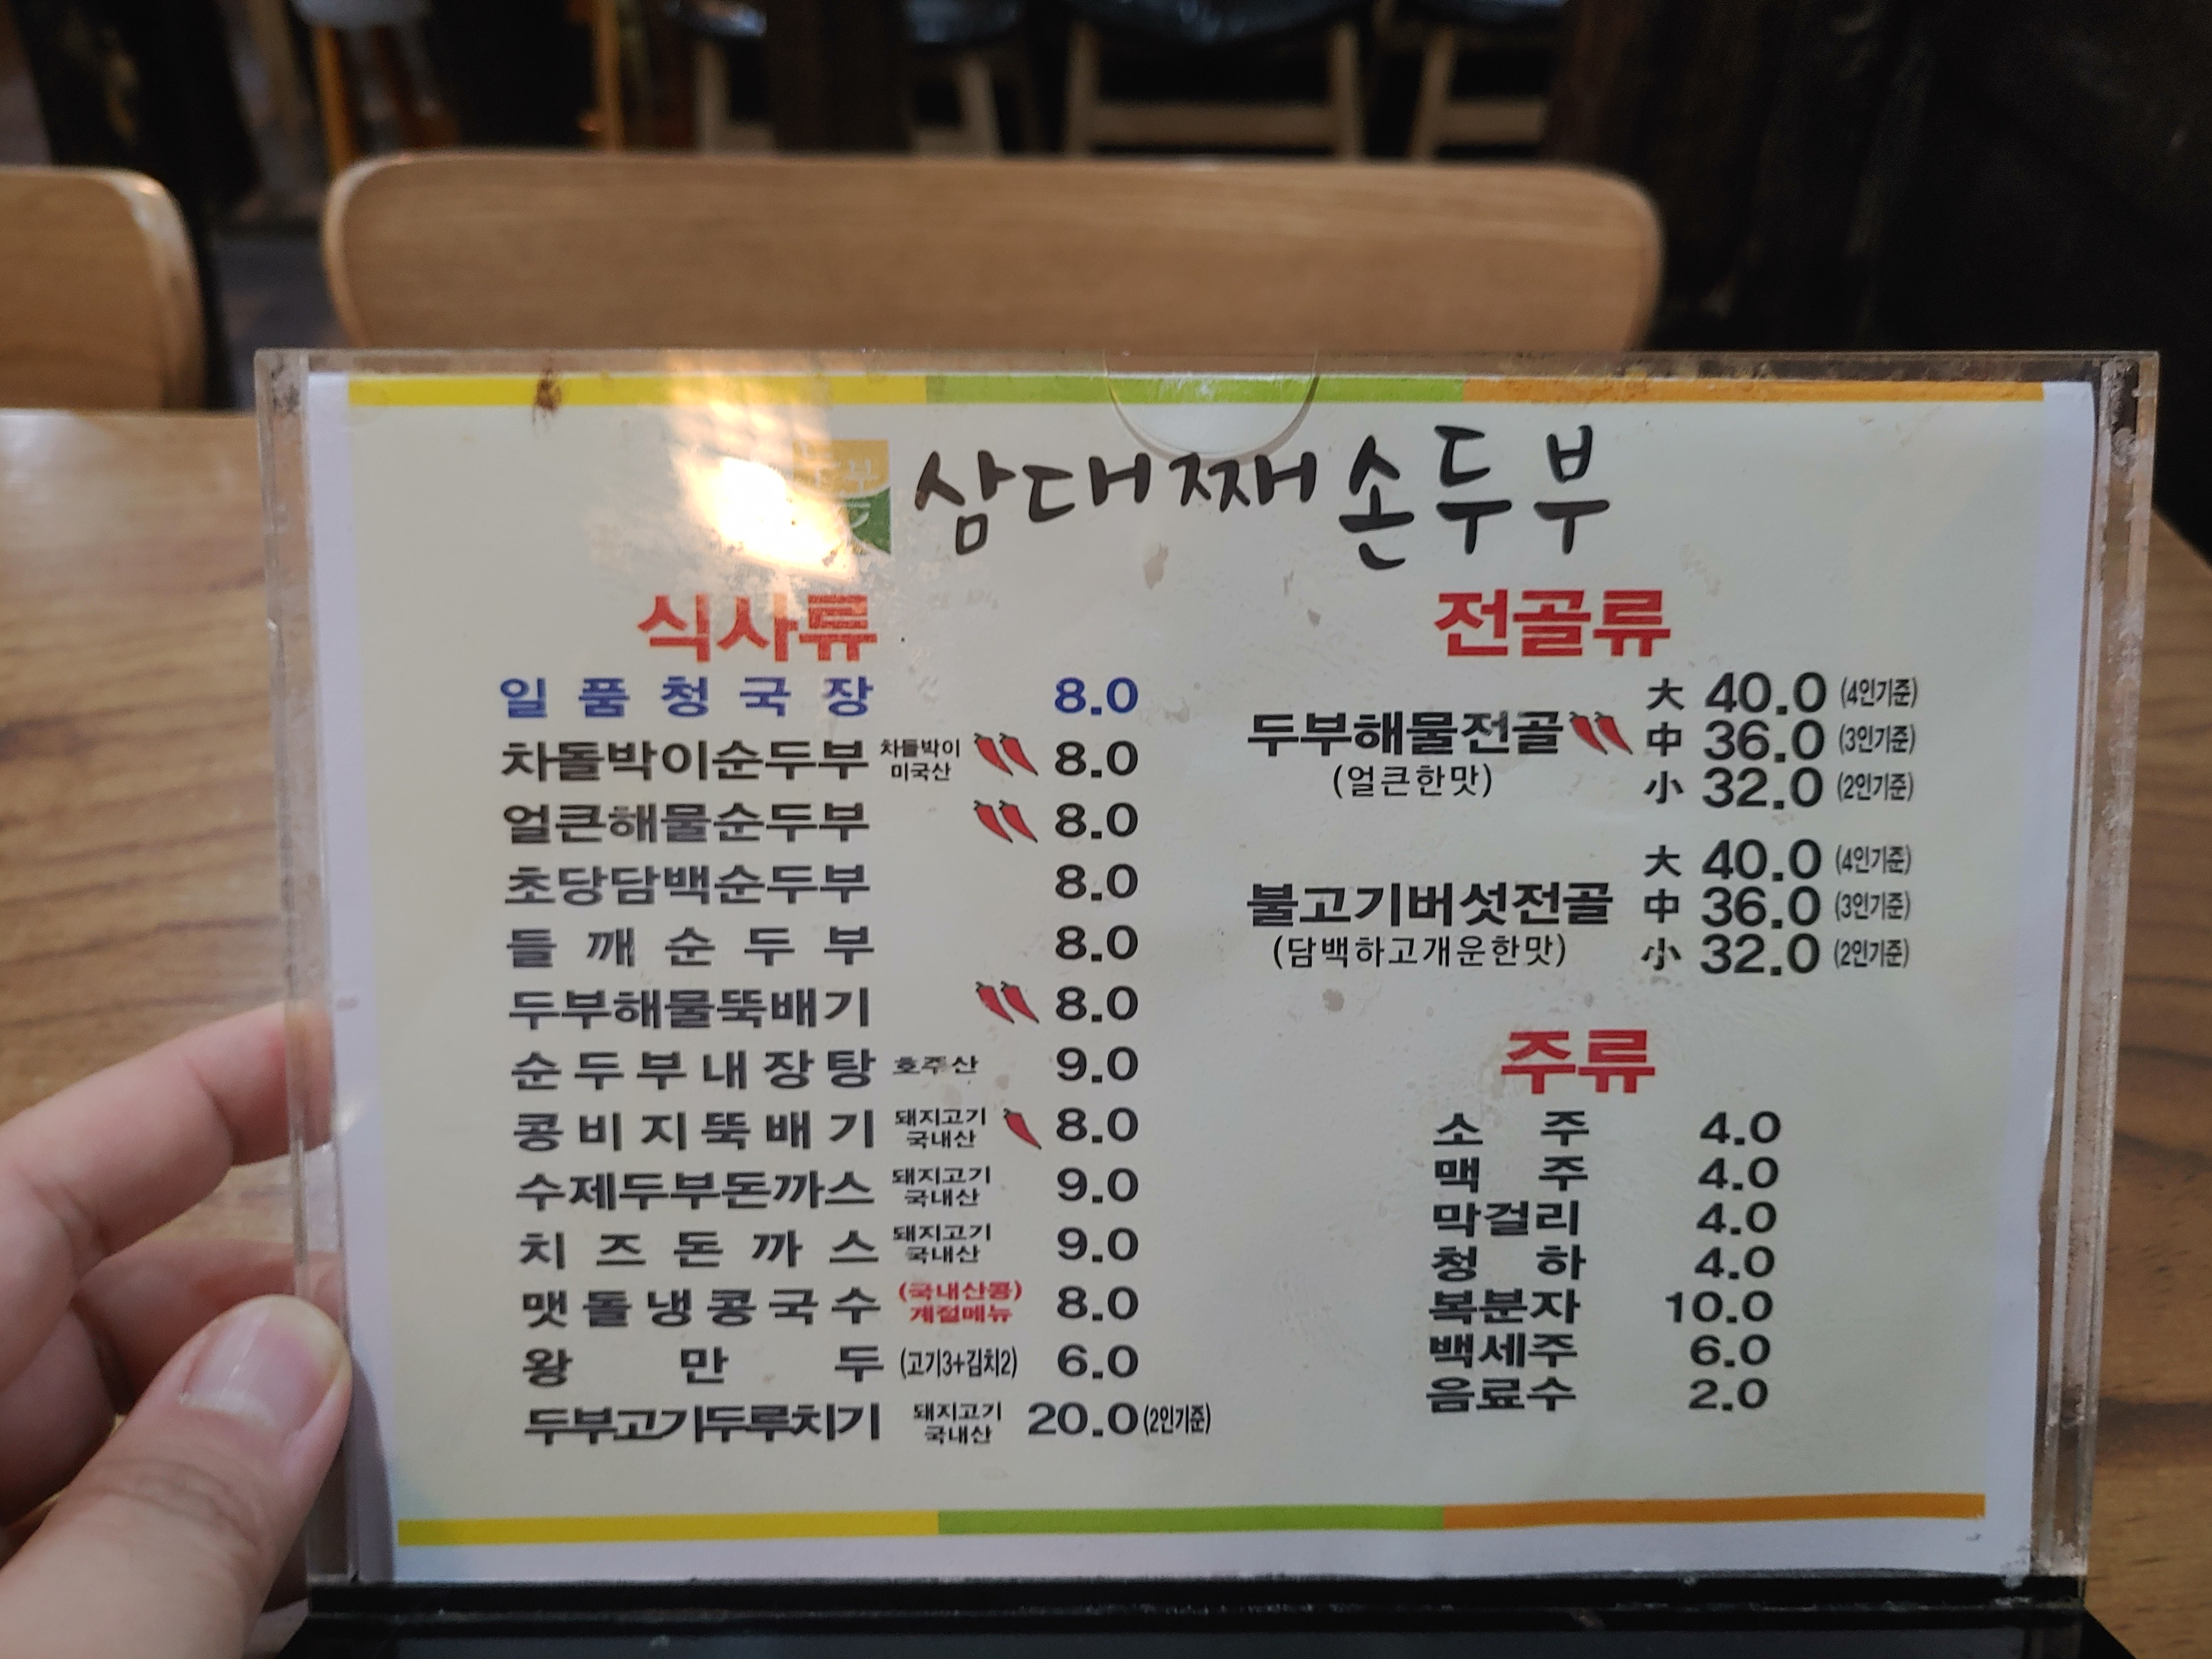 삼대째손두부
식사류
일품청국장 8.0
차돌박이순두부 차돌박이 미국산 8.0
얼큰해물순두부 8.0
초당담백순두부 8.0
들깨순두부 8.0
두부해물뚝배기 8.0
순두부내장탕 호주산 9.0
콩비지뚝배기 돼지고기 국내산 8.0
수제두부돈까스 돼지고기 국내산 9.0
치즈돈까스 돼지고기 국내산 9.0
맷돌냉콩국수 (국내산콩) 계절메뉴 8.0
왕만두 (고기3+김치2) 6.0
두부고기두루치기 돼지고기 국내산 20.0 (2인기준)
전골류
두부해물전골 大 40.0 (4인기준)
中 36.0 (3인기준)
(얼큰한맛) 小 32.0 (2인기준)
불고기버섯전골 大 40.0 (4인기준)
中 36.0 (3인기준)
(담백하고개운한맛) 小 32.0 (2인기준)
주류
소주 4.0
맥주 4.0
막걸리 4.0
청하 4.0
복분자 10.0
백세주 6.0
음료수 2.0